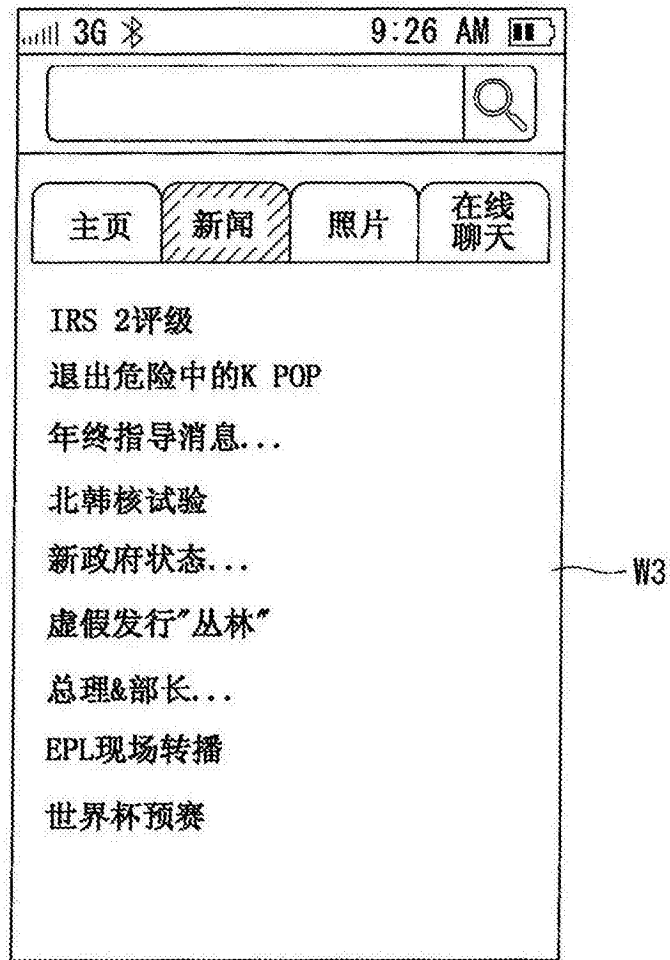 3G 9:26 AM
主页 新闻 照片 在线
聊天
IRS 2评级
退出危险中的K POP
年终指导消息...
北韩核试验
新政府状态...
W3
虚假发行"丛林"
总理&部长...
EPL现场转播
世界杯预赛